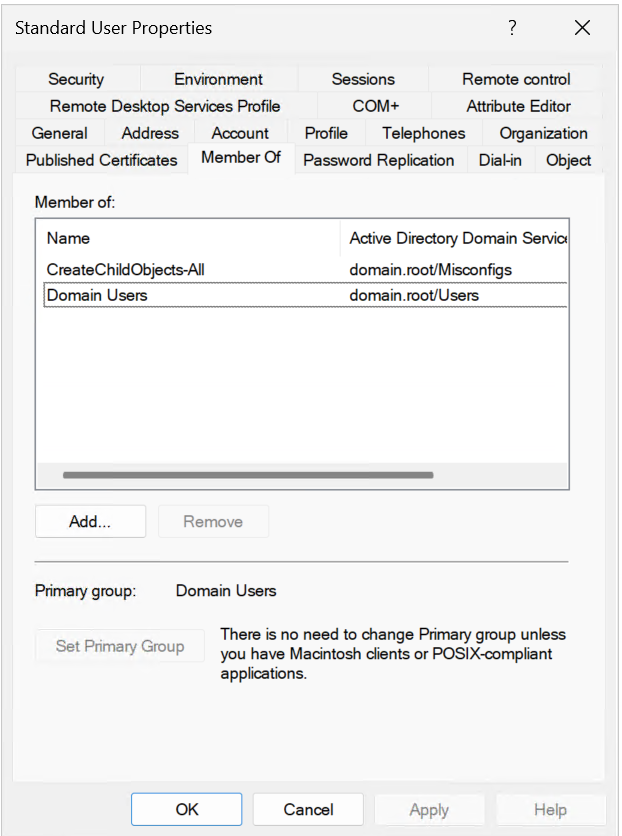 Standard User Properties ?
Security Environment Sessions Remote control
Remote Desktop Services Profile COM+ Attribute Editor
General Address Account Profile Telephones Organization
Published Certificates Member Of Password Replication Dial-in Object
Member of:
Name Active Directory Domain Service
CreateChildObjects-All domain.root/Misconfigs
Domain Users domain.root/Users
Add... Remove
Primary group: Domain Users
Set Primary Group
There is no need to change Primary group unless
you have Macintosh clients or POSIX-compliant
applications.
OK Cancel Apply Help